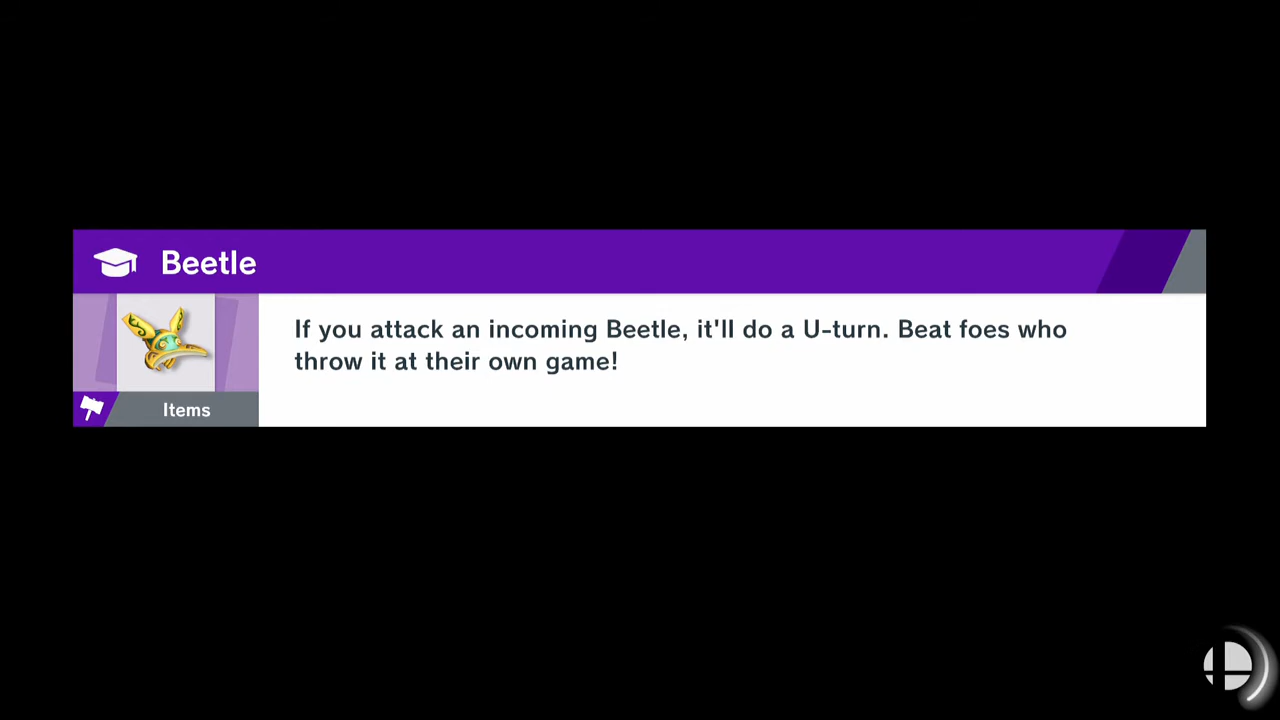 Beetle
If you attack an incoming Beetle, it'll do a U-turn. Beat foes who
throw it at their own game!
Items